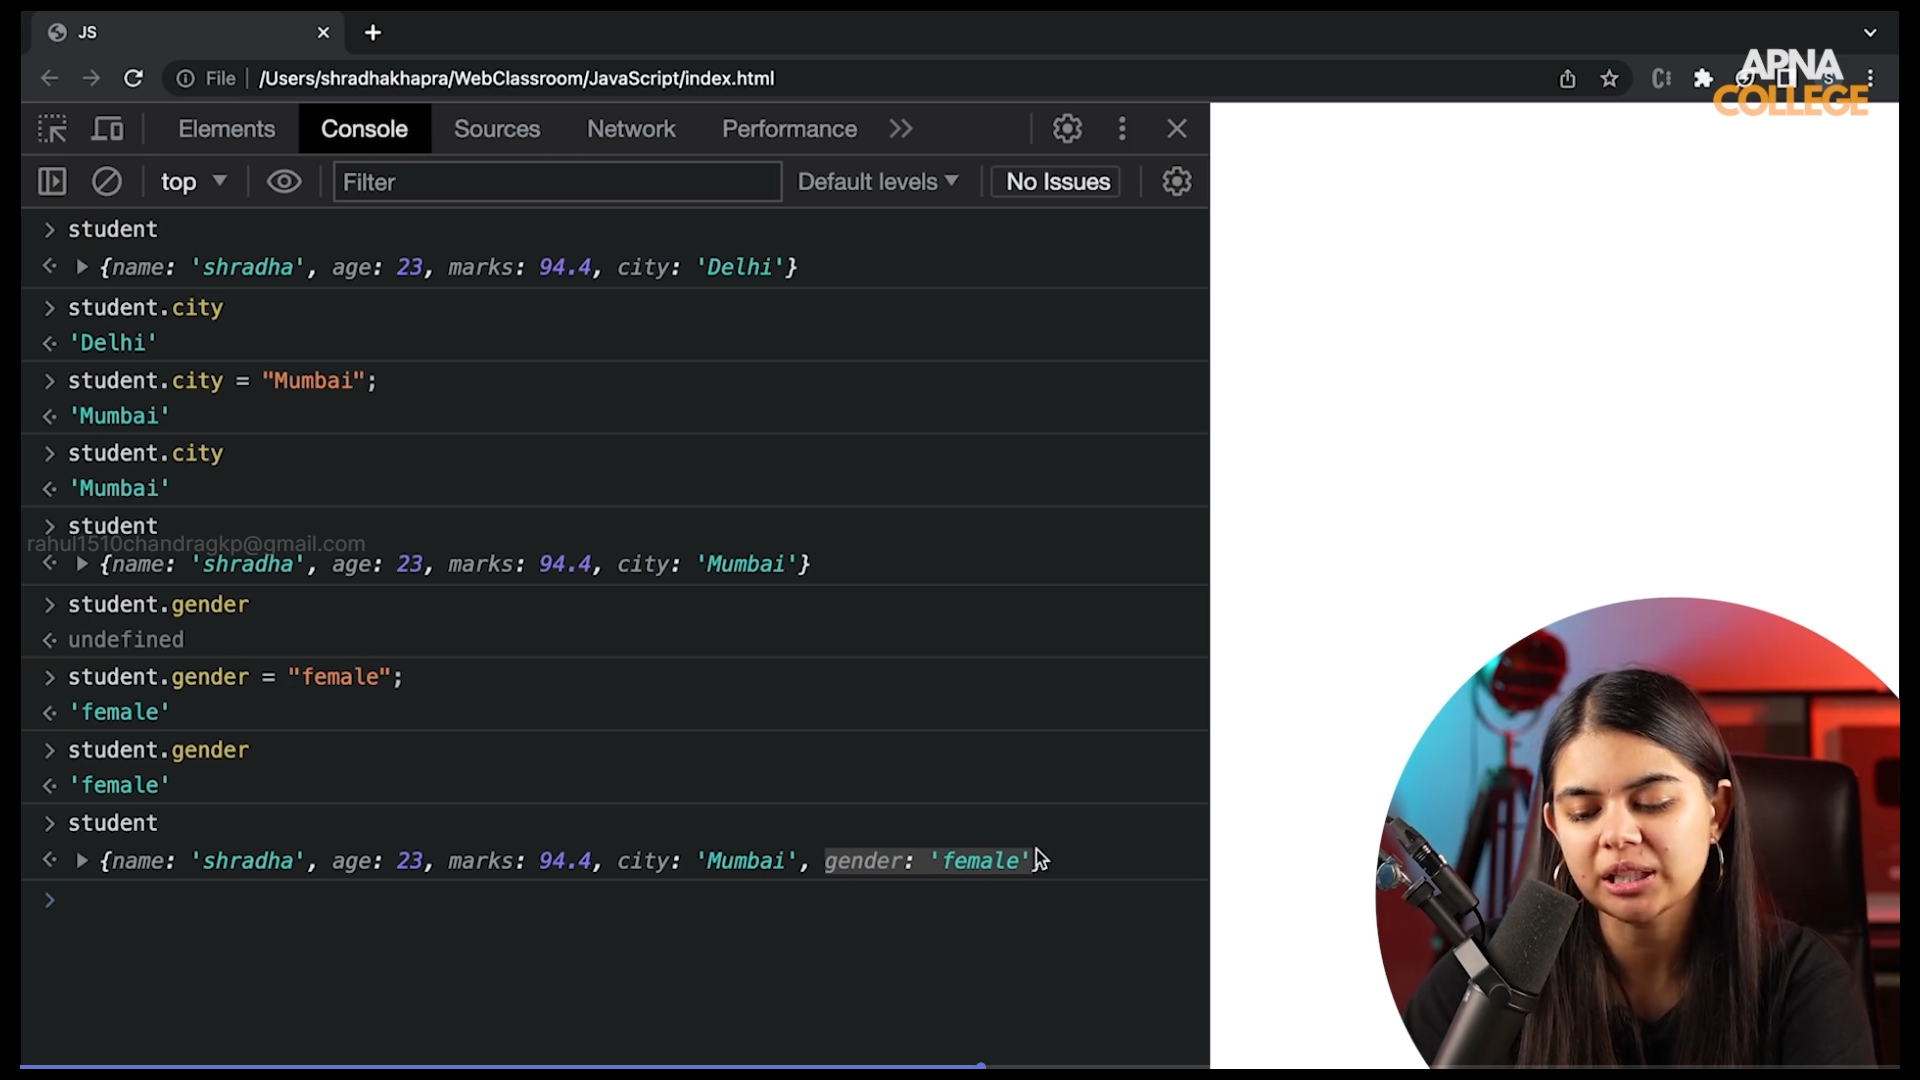 JS
File
/Users/shradhakhapra/WebClassroom/JavaScript/index.html
APNA
COLLEGE
Elements Console Sources Network Performance
top Filter Default levels No Issues
> student
{name: 'shradha', age: 23, marks: 94.4, city: 'Delhi'}
> student.city
'Delhi'
> student.city = "Mumbai";
'Mumbai'
> student.city
'Mumbai'
> student
rahul1510chandragkp@gmail.com
{name: 'shradha', age: 23, marks: 94.4, city: 'Mumbai'}
> student.gender
undefined
> student.gender = "female";
'female'
> student.gender
'female'
> student
{name: 'shradha', age: 23, marks: 94.4, city: 'Mumbai', gender: 'female'}
>